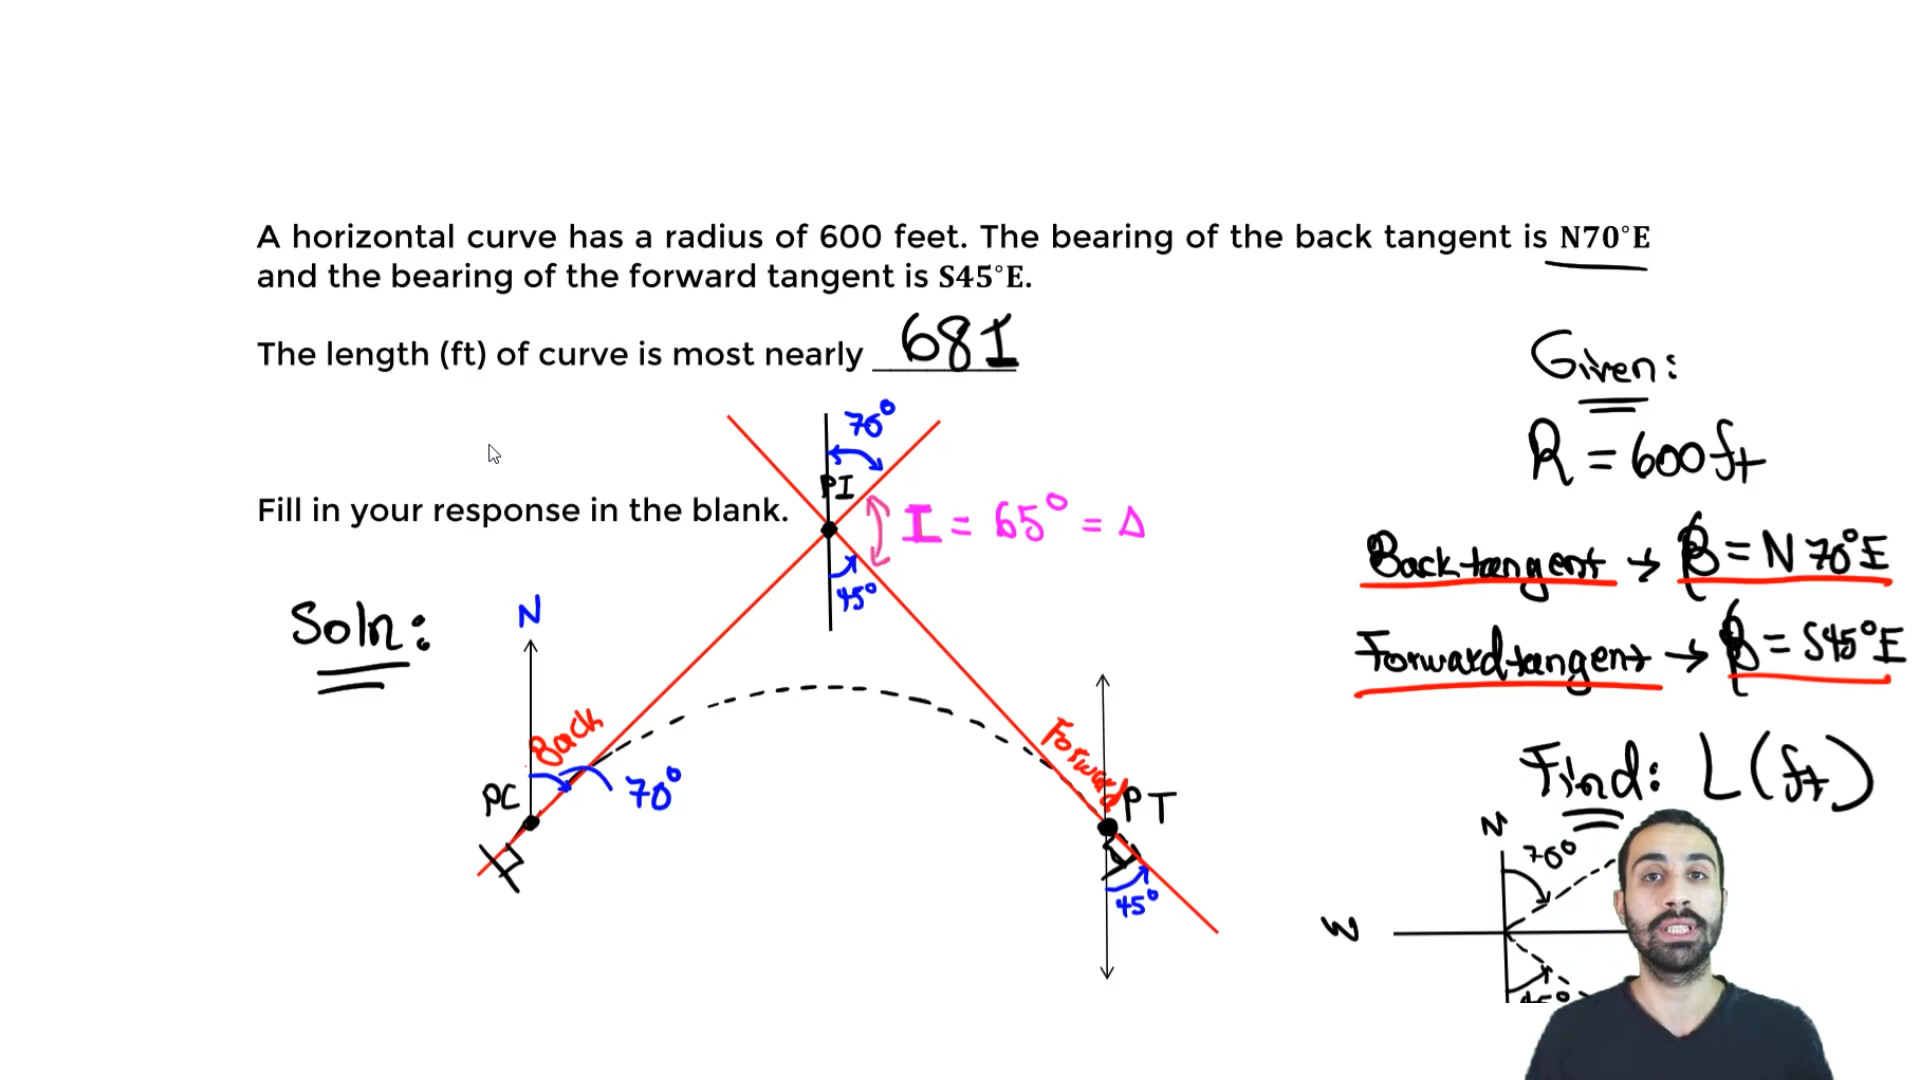 A horizontal curve has a radius of 600 feet. The bearing of the back tangent is N70°E
and the bearing of the forward tangent is S45°E.
The length (ft) of curve is most nearly 681
Fill in your response in the blank.
Given:
R = 600ft
Back tangent → β = N 70° E
Forward tangent → β = S45° E
Find: L (ft)
Soln:
70°
PI
I = 65° = Δ
45°
N
Back
PC
70°
Forward
PT
45°
N
70°
W
45°